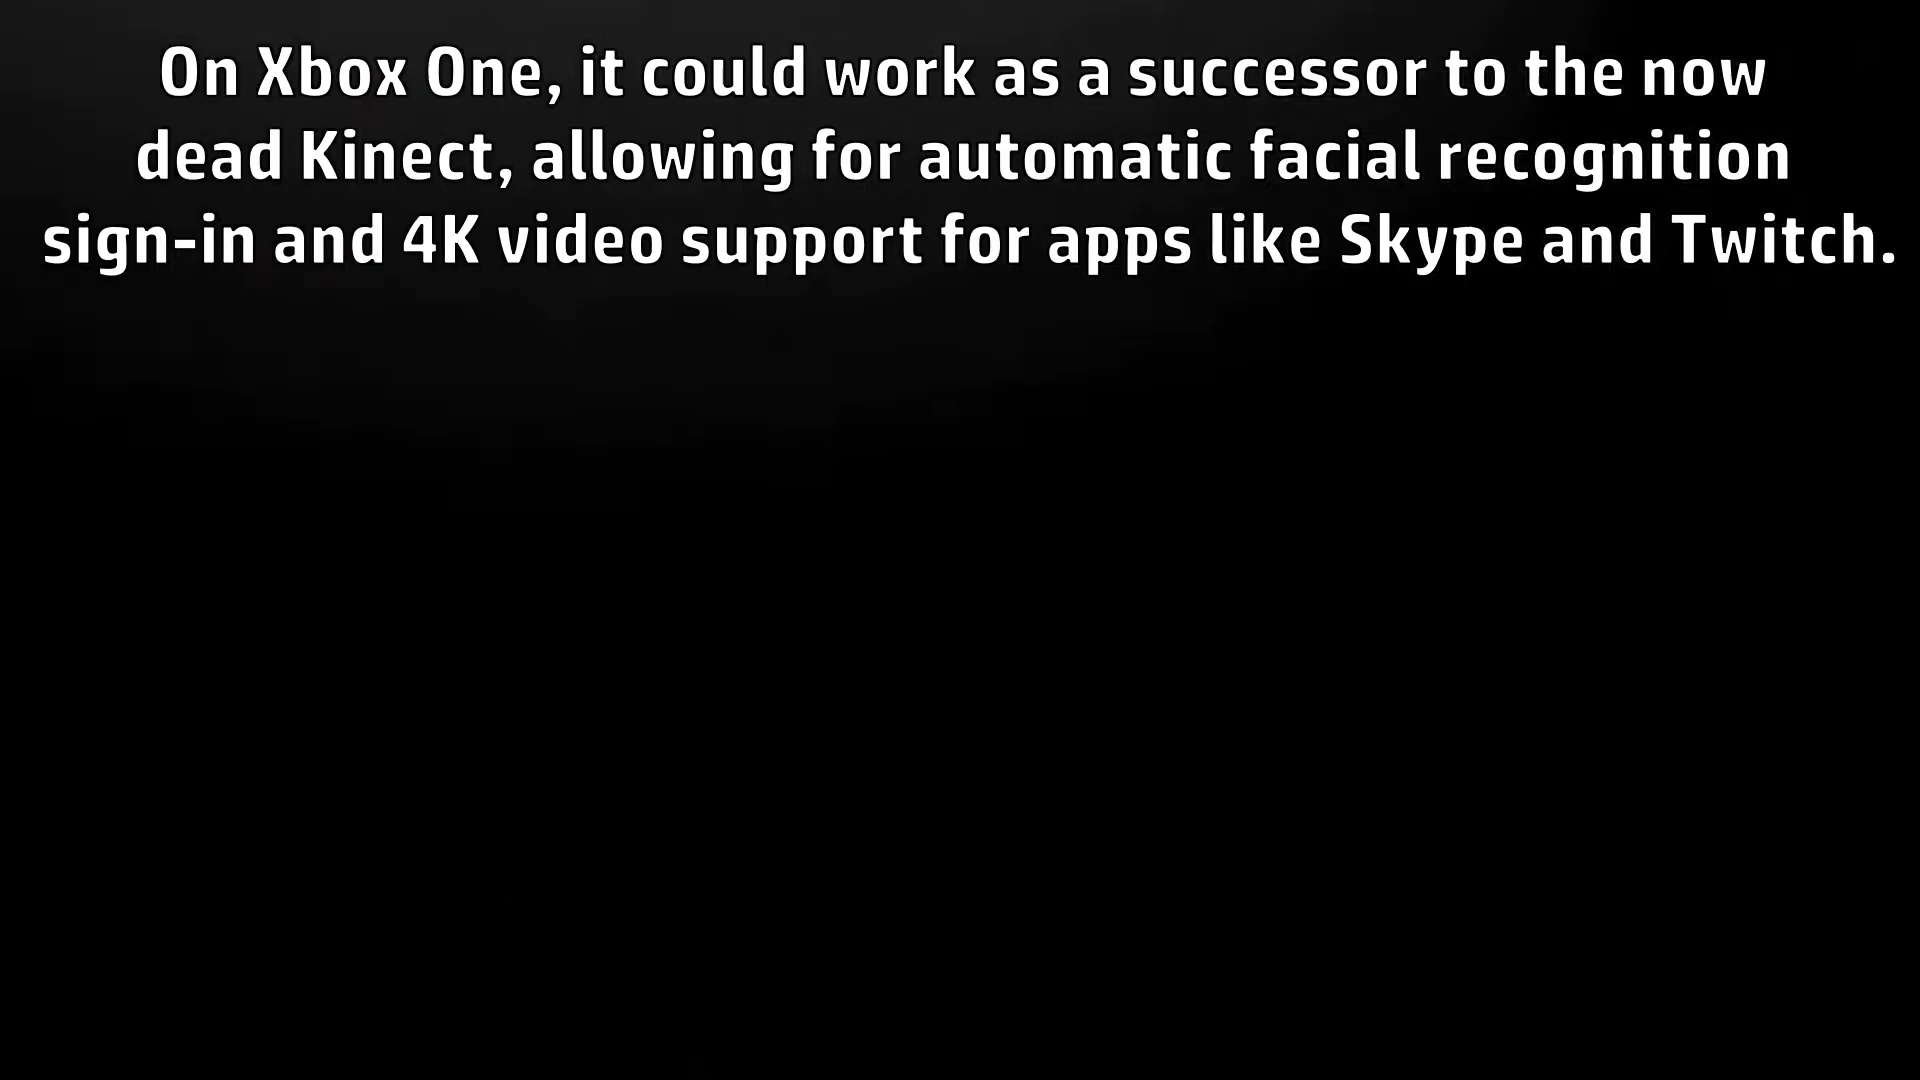 On Xbox One, it could work as a successor to the now
dead Kinect, allowing for automatic facial recognition
sign-in and 4K video support for apps like Skype and Twitch.